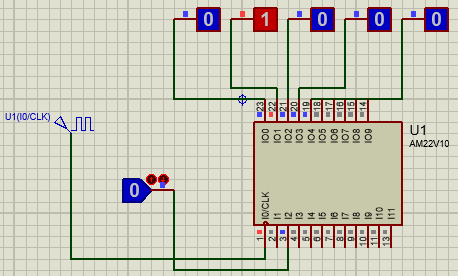 0 1 0 0 0
U1(I0/CLK)
0
23 22 21 20 19 18 17 16 15 14
IO0 IO1 IO2 IO3 IO4 IO5 IO6 IO7 IO8 IO9
U1
AM22V10
I0/CLK I1 I2 I3 I4 I5 I6 I7 I8 I9 I10 I11
1 2 3 4 5 6 7 8 9 10 11 13